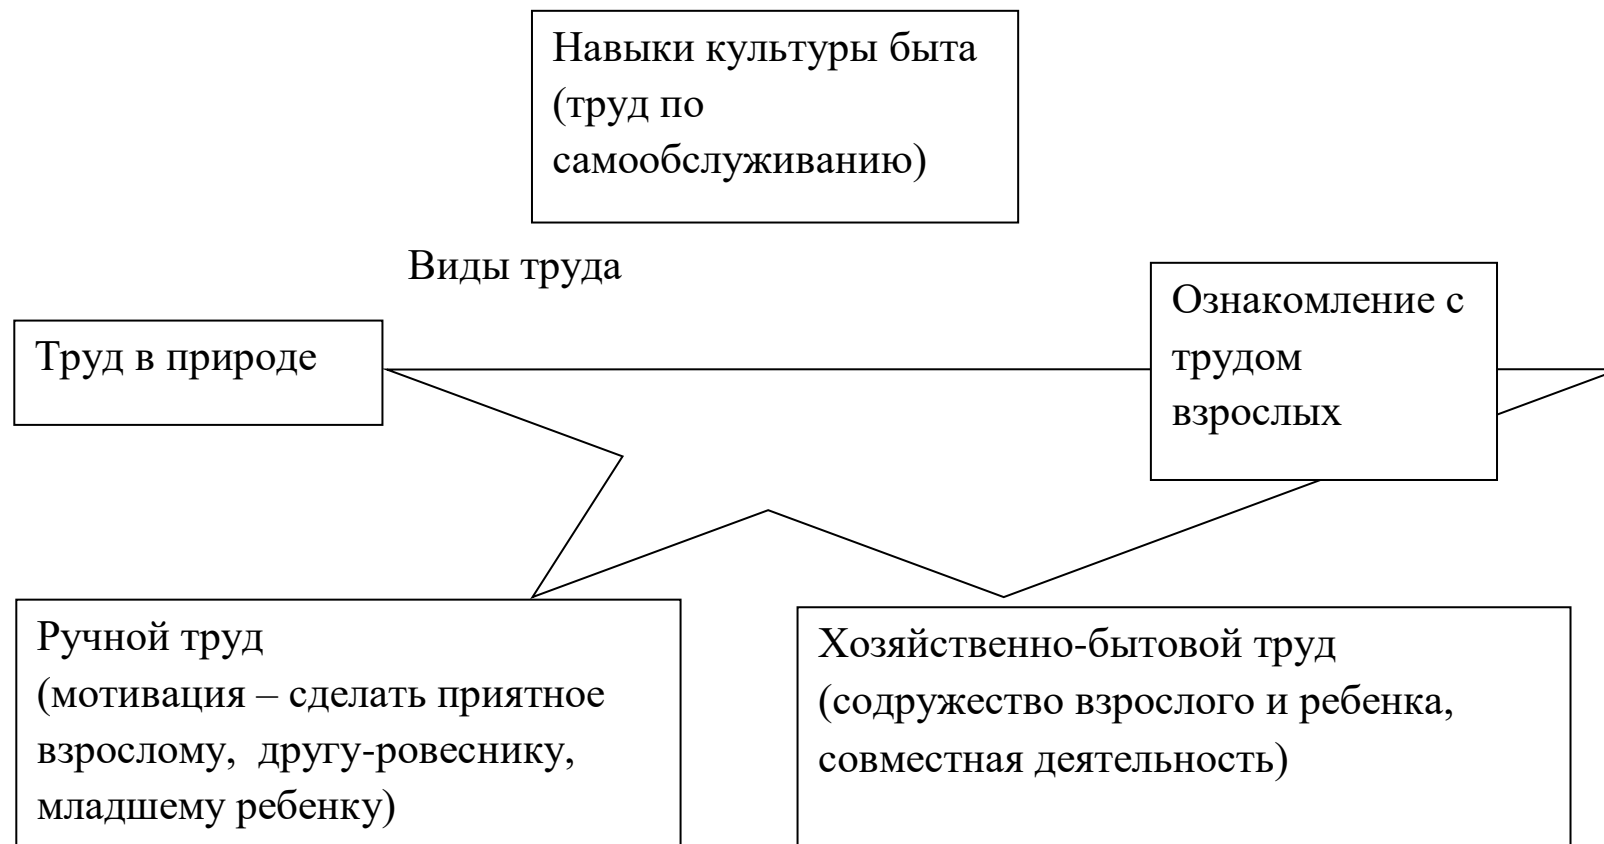 Навыки культуры быта
(труд по
самообслуживанию)
Виды труда
Труд в природе
Ознакомление с
трудом
взрослых
Ручной труд
(мотивация – сделать приятное
взрослому,  другу-ровеснику,
младшему ребенку)
Хозяйственно-бытовой труд
(содружество взрослого и ребенка,
совместная деятельность)